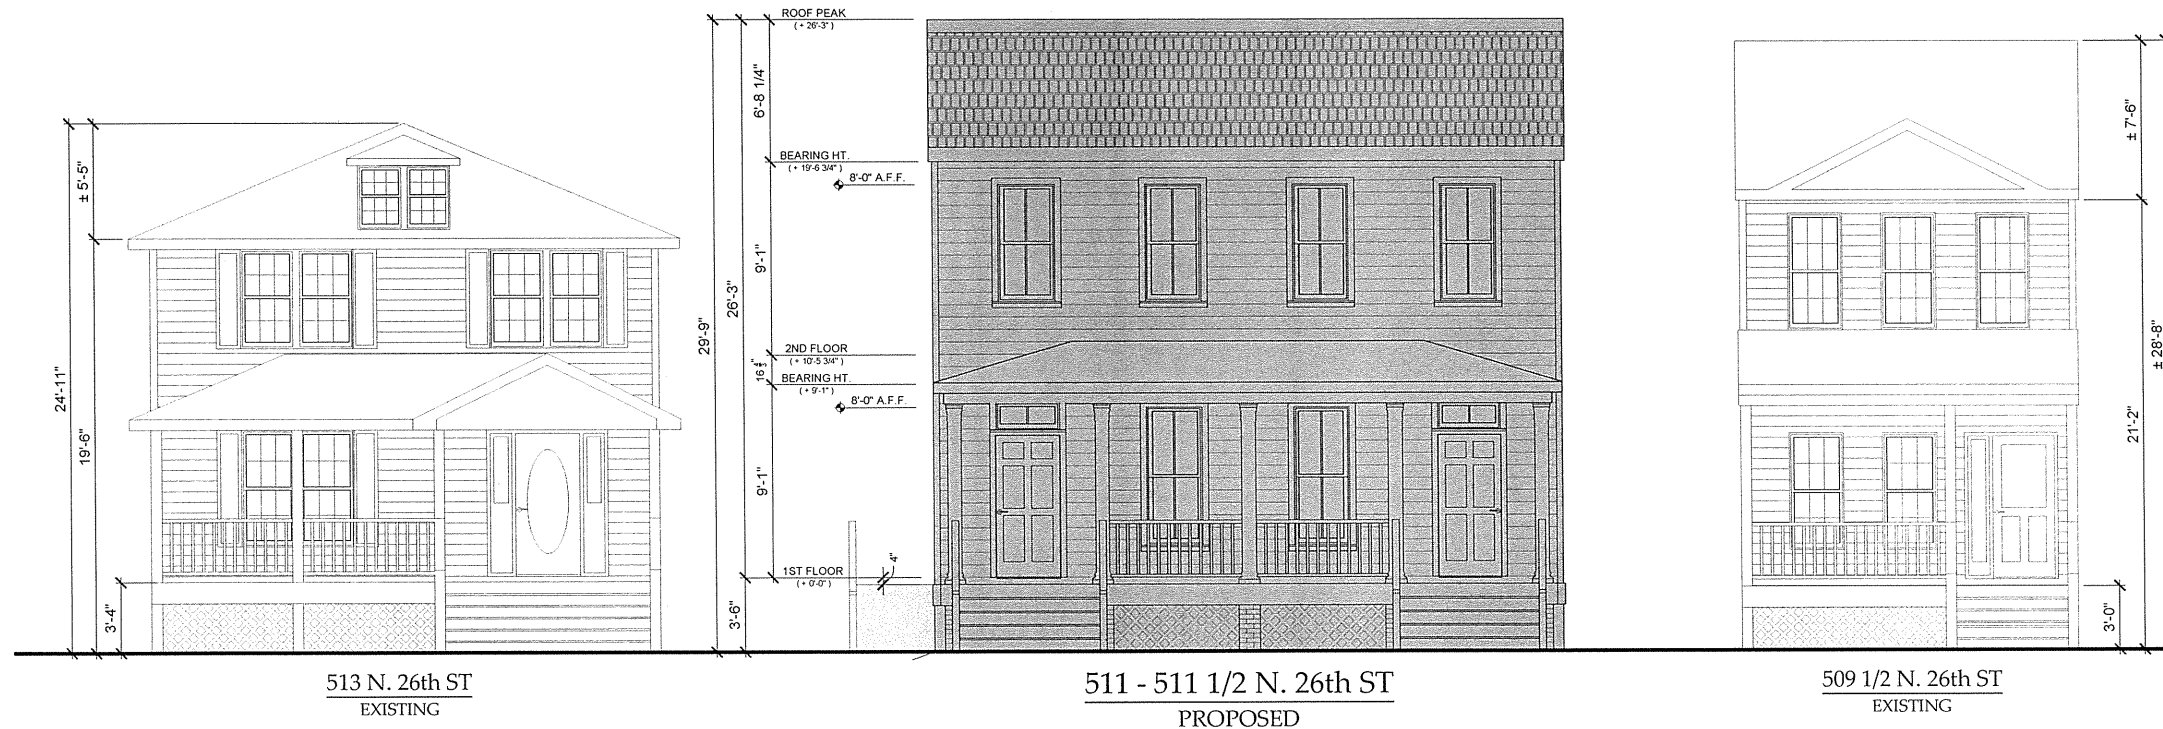 ± 5'-5"
24'-11"
19'-6"
3'-4"
513 N. 26th ST
EXISTING
29'-9"
26'-3"
3'-6"
6'-8 1/4"
9'-1"
16 3/4"
9'-1"
ROOF PEAK
( + 26'-3" )
BEARING HT.
( + 19'-6 3/4" )
8'-0" A.F.F.
2ND FLOOR
( + 10'-5 3/4" )
BEARING HT.
( + 9'-1" )
8'-0" A.F.F.
1ST FLOOR
( + 0'-0" )
4"
511 - 511 1/2 N. 26th ST
PROPOSED
± 7'-6"
± 28'-8"
21'-2"
3'-0"
509 1/2 N. 26th ST
EXISTING